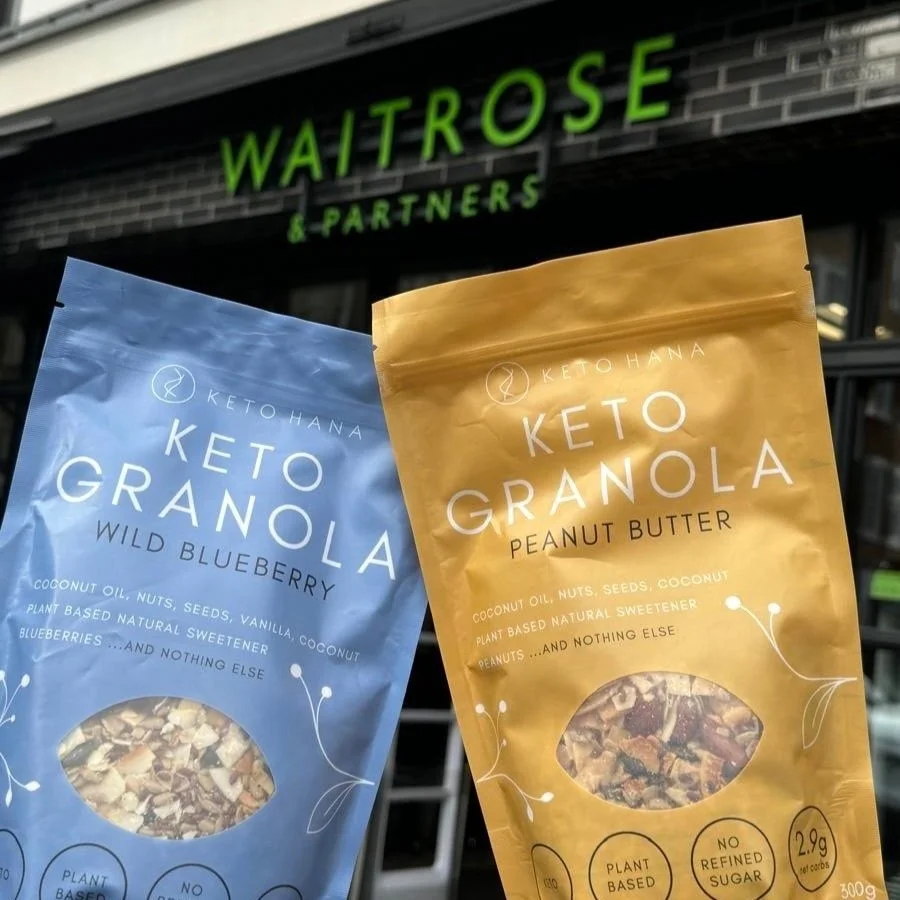 WAITROSE
& PARTNERS
KETO HANA
KETO
GRANOLA
WILD BLUEBERRY
COCONUT OIL, NUTS, SEEDS, VANILLA, COCONUT
PLANT BASED NATURAL SWEETENER
BLUEBERRIES ...AND NOTHING ELSE
PLANT
BASED
NO
KETO HANA
KETO
GRANOLA
PEANUT BUTTER
COCONUT OIL, NUTS, SEEDS, COCONUT
PLANT BASED NATURAL SWEETENER
PEANUTS ...AND NOTHING ELSE
KETO
PLANT
BASED
NO
REFINED
SUGAR
2.9g
net carbs
300g